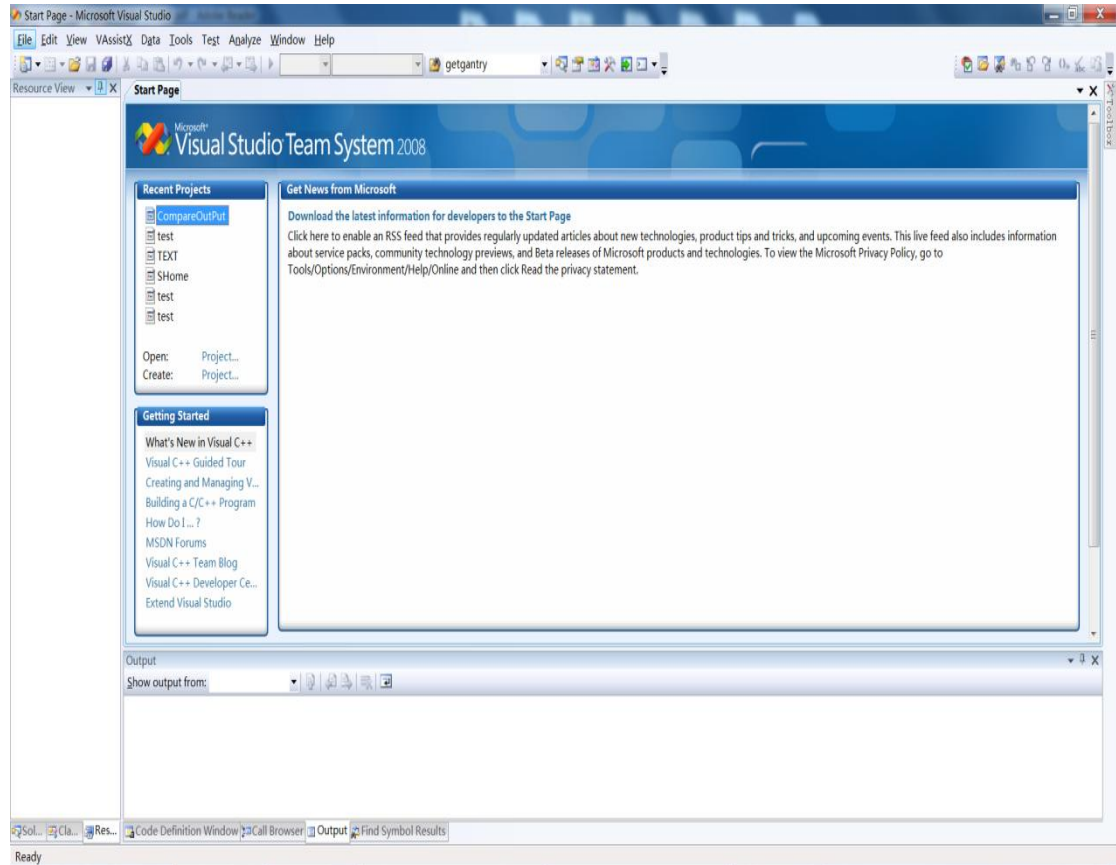 Start Page - Microsoft Visual Studio
File Edit View VAssistX Data Tools Test Analyze Window Help
getgantry
Resource View
Start Page
Toolbox
Microsoft
Visual Studio Team System 2008
Recent Projects
CompareOutPut
test
TEXT
SHome
test
test
Open: Project...
Create: Project...
Get News from Microsoft
Download the latest information for developers to the Start Page
Click here to enable an RSS feed that provides regularly updated articles about new technologies, product tips and tricks, and upcoming events. This live feed also includes information
about service packs, community technology previews, and Beta releases of Microsoft products and technologies. To view the Microsoft Privacy Policy, go to
Tools/Options/Environment/Help/Online and then click Read the privacy statement.
Getting Started
What's New in Visual C++
Visual C++ Guided Tour
Creating and Managing V...
Building a C/C++ Program
How Do I ... ?
MSDN Forums
Visual C++ Team Blog
Visual C++ Developer Ce...
Extend Visual Studio
Output
Show output from:
Sol... Cla... Res... Code Definition Window Call Browser Output Find Symbol Results
Ready